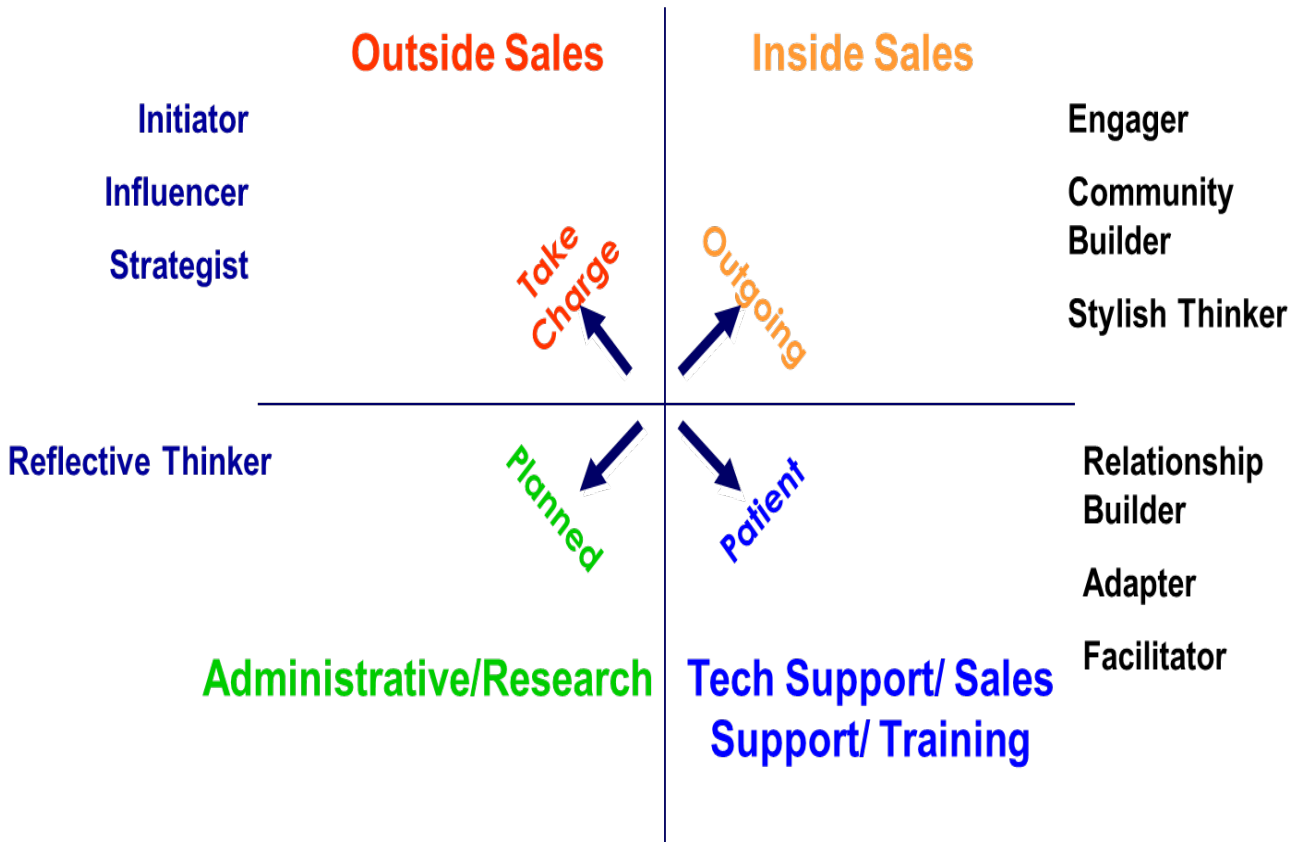 Outside Sales
Inside Sales
Initiator
Influencer
Strategist
Take
Charge
Outgoing
Engager
Community
Builder
Stylish Thinker
Reflective Thinker
Planned
Patient
Relationship
Builder
Adapter
Facilitator
Administrative/Research
Tech Support/ Sales
Support/ Training